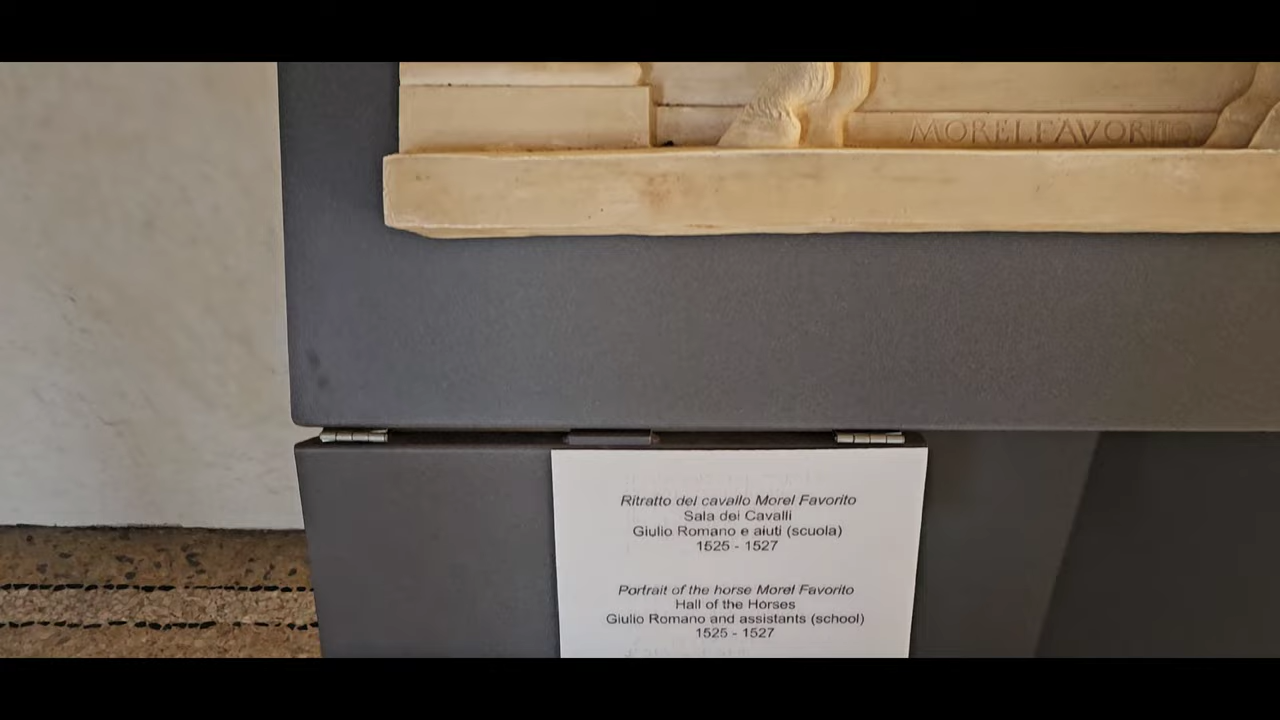 MOREL FAVORITO
Ritratto del cavallo Morel Favorito
Sala dei Cavalli
Giulio Romano e aiuti (scuola)
1525 - 1527
Portrait of the horse Morel Favorito
Hall of the Horses
Giulio Romano and assistants (school)
1525 - 1527